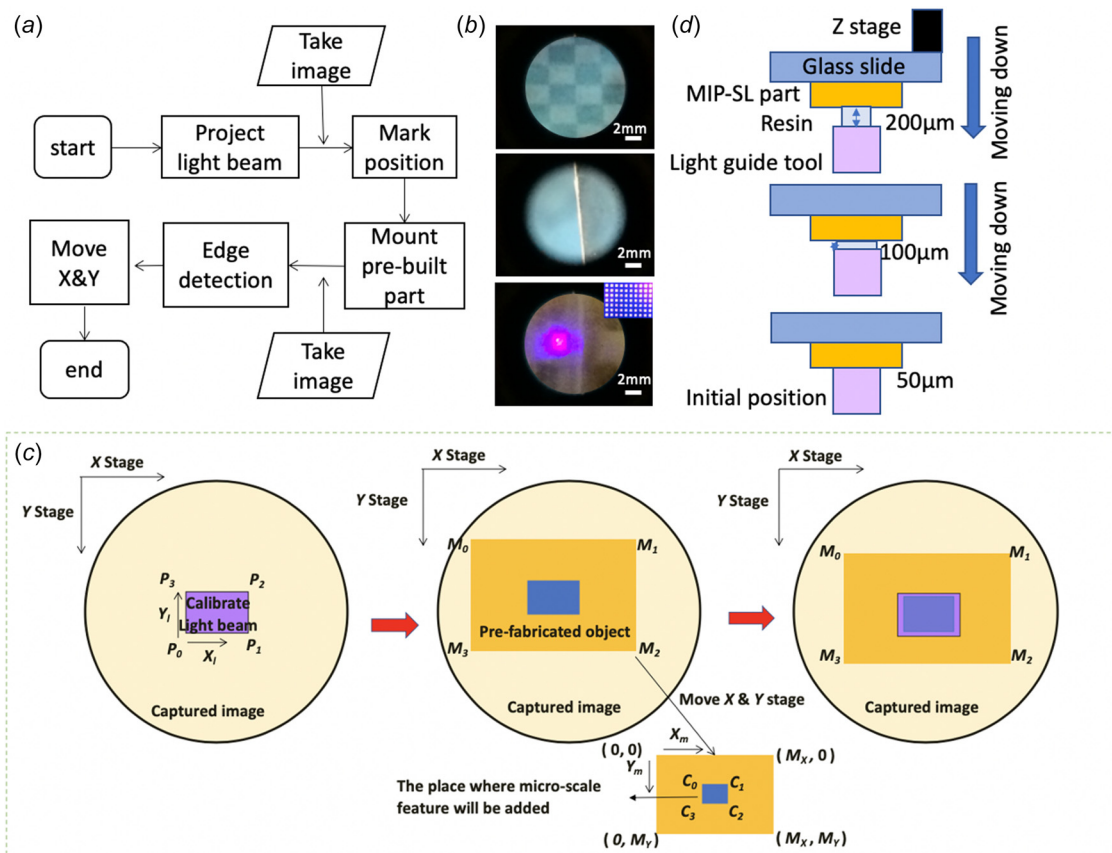 (a)
Take
image
start
Project
light beam
Mark
position
Move
X&Y
Edge
detection
Mount
pre-built
part
end
Take
image
(b)
2mm
2mm
2mm
(d)
Z stage
Glass slide
MIP-SL part
Resin
200μm
Light guide tool
Moving down
100μm
Moving down
50μm
Initial position
(c)
X Stage
Y Stage
P3
P2
Calibrate
Yl
Light beam
P0
P1
Xl
Captured image
X Stage
Y Stage
M0
M1
Pre-fabricated object
M3
M2
Captured image
Move X & Y stage
X Stage
Y Stage
M0
M1
M3
M2
Captured image
(0, 0)
Xm
(MX, 0)
Ym
The place where micro-scale
feature will be added
C0
C1
C3
C2
(0, MY)
(MX, MY)